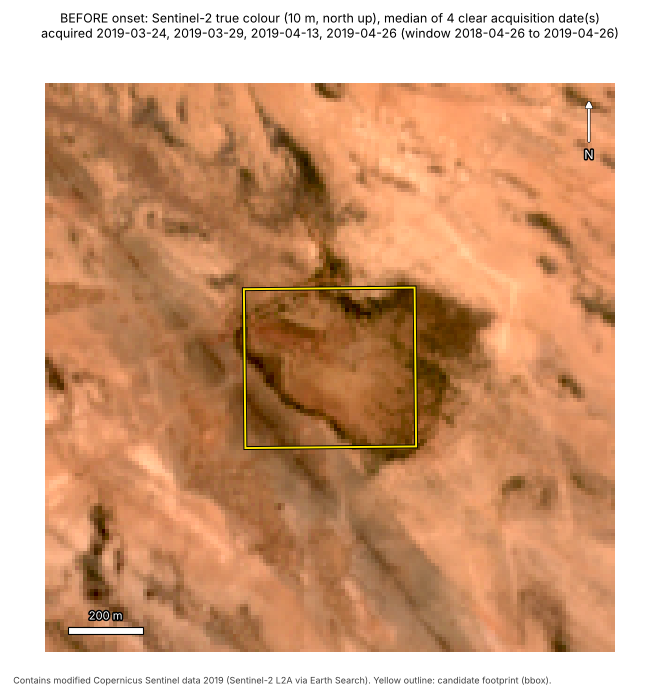 BEFORE onset: Sentinel-2 true colour (10 m, north up), median of 4 clear acquisition date(s)
acquired 2019-03-24, 2019-03-29, 2019-04-13, 2019-04-26 (window 2018-04-26 to 2019-04-26)
N
200 m
Contains modified Copernicus Sentinel data 2019 (Sentinel-2 L2A via Earth Search). Yellow outline: candidate footprint (bbox).